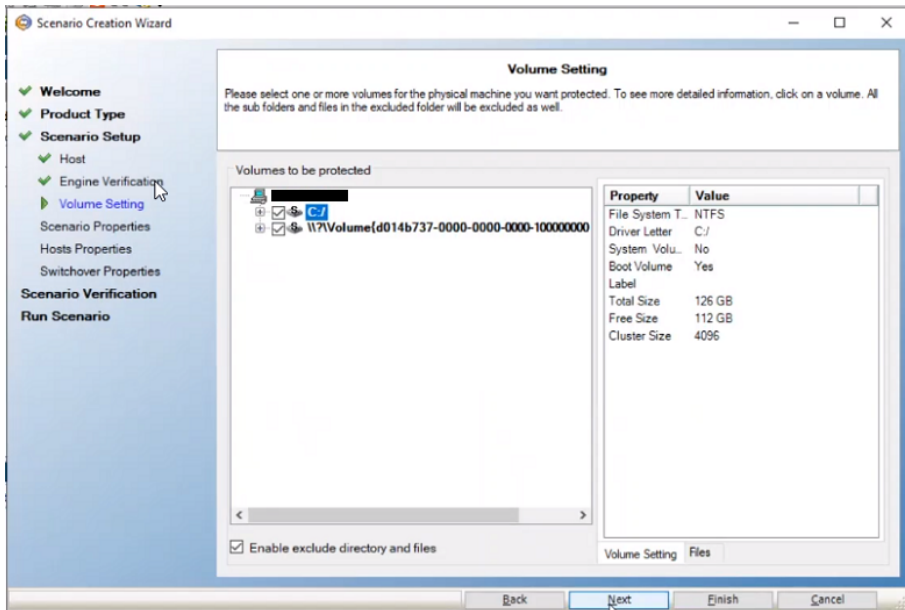 Scenario Creation Wizard
Volume Setting
Please select one or more volumes for the physical machine you want protected. To see more detailed information, click on a volume. All
the sub folders and files in the excluded folder will be excluded as well.
Welcome
Product Type
Scenario Setup
Host
Engine Verification
Volume Setting
Scenario Properties
Hosts Properties
Switchover Properties
Scenario Verification
Run Scenario
Volumes to be protected
C:/
\\?\Volume{d014b737-0000-0000-0000-100000000
Enable exclude directory and files
Property Value
File System T... NTFS
Driver Letter C:/
System Volu... No
Boot Volume Yes
Label
Total Size 126 GB
Free Size 112 GB
Cluster Size 4096
Volume Setting Files
Back Next Finish Cancel